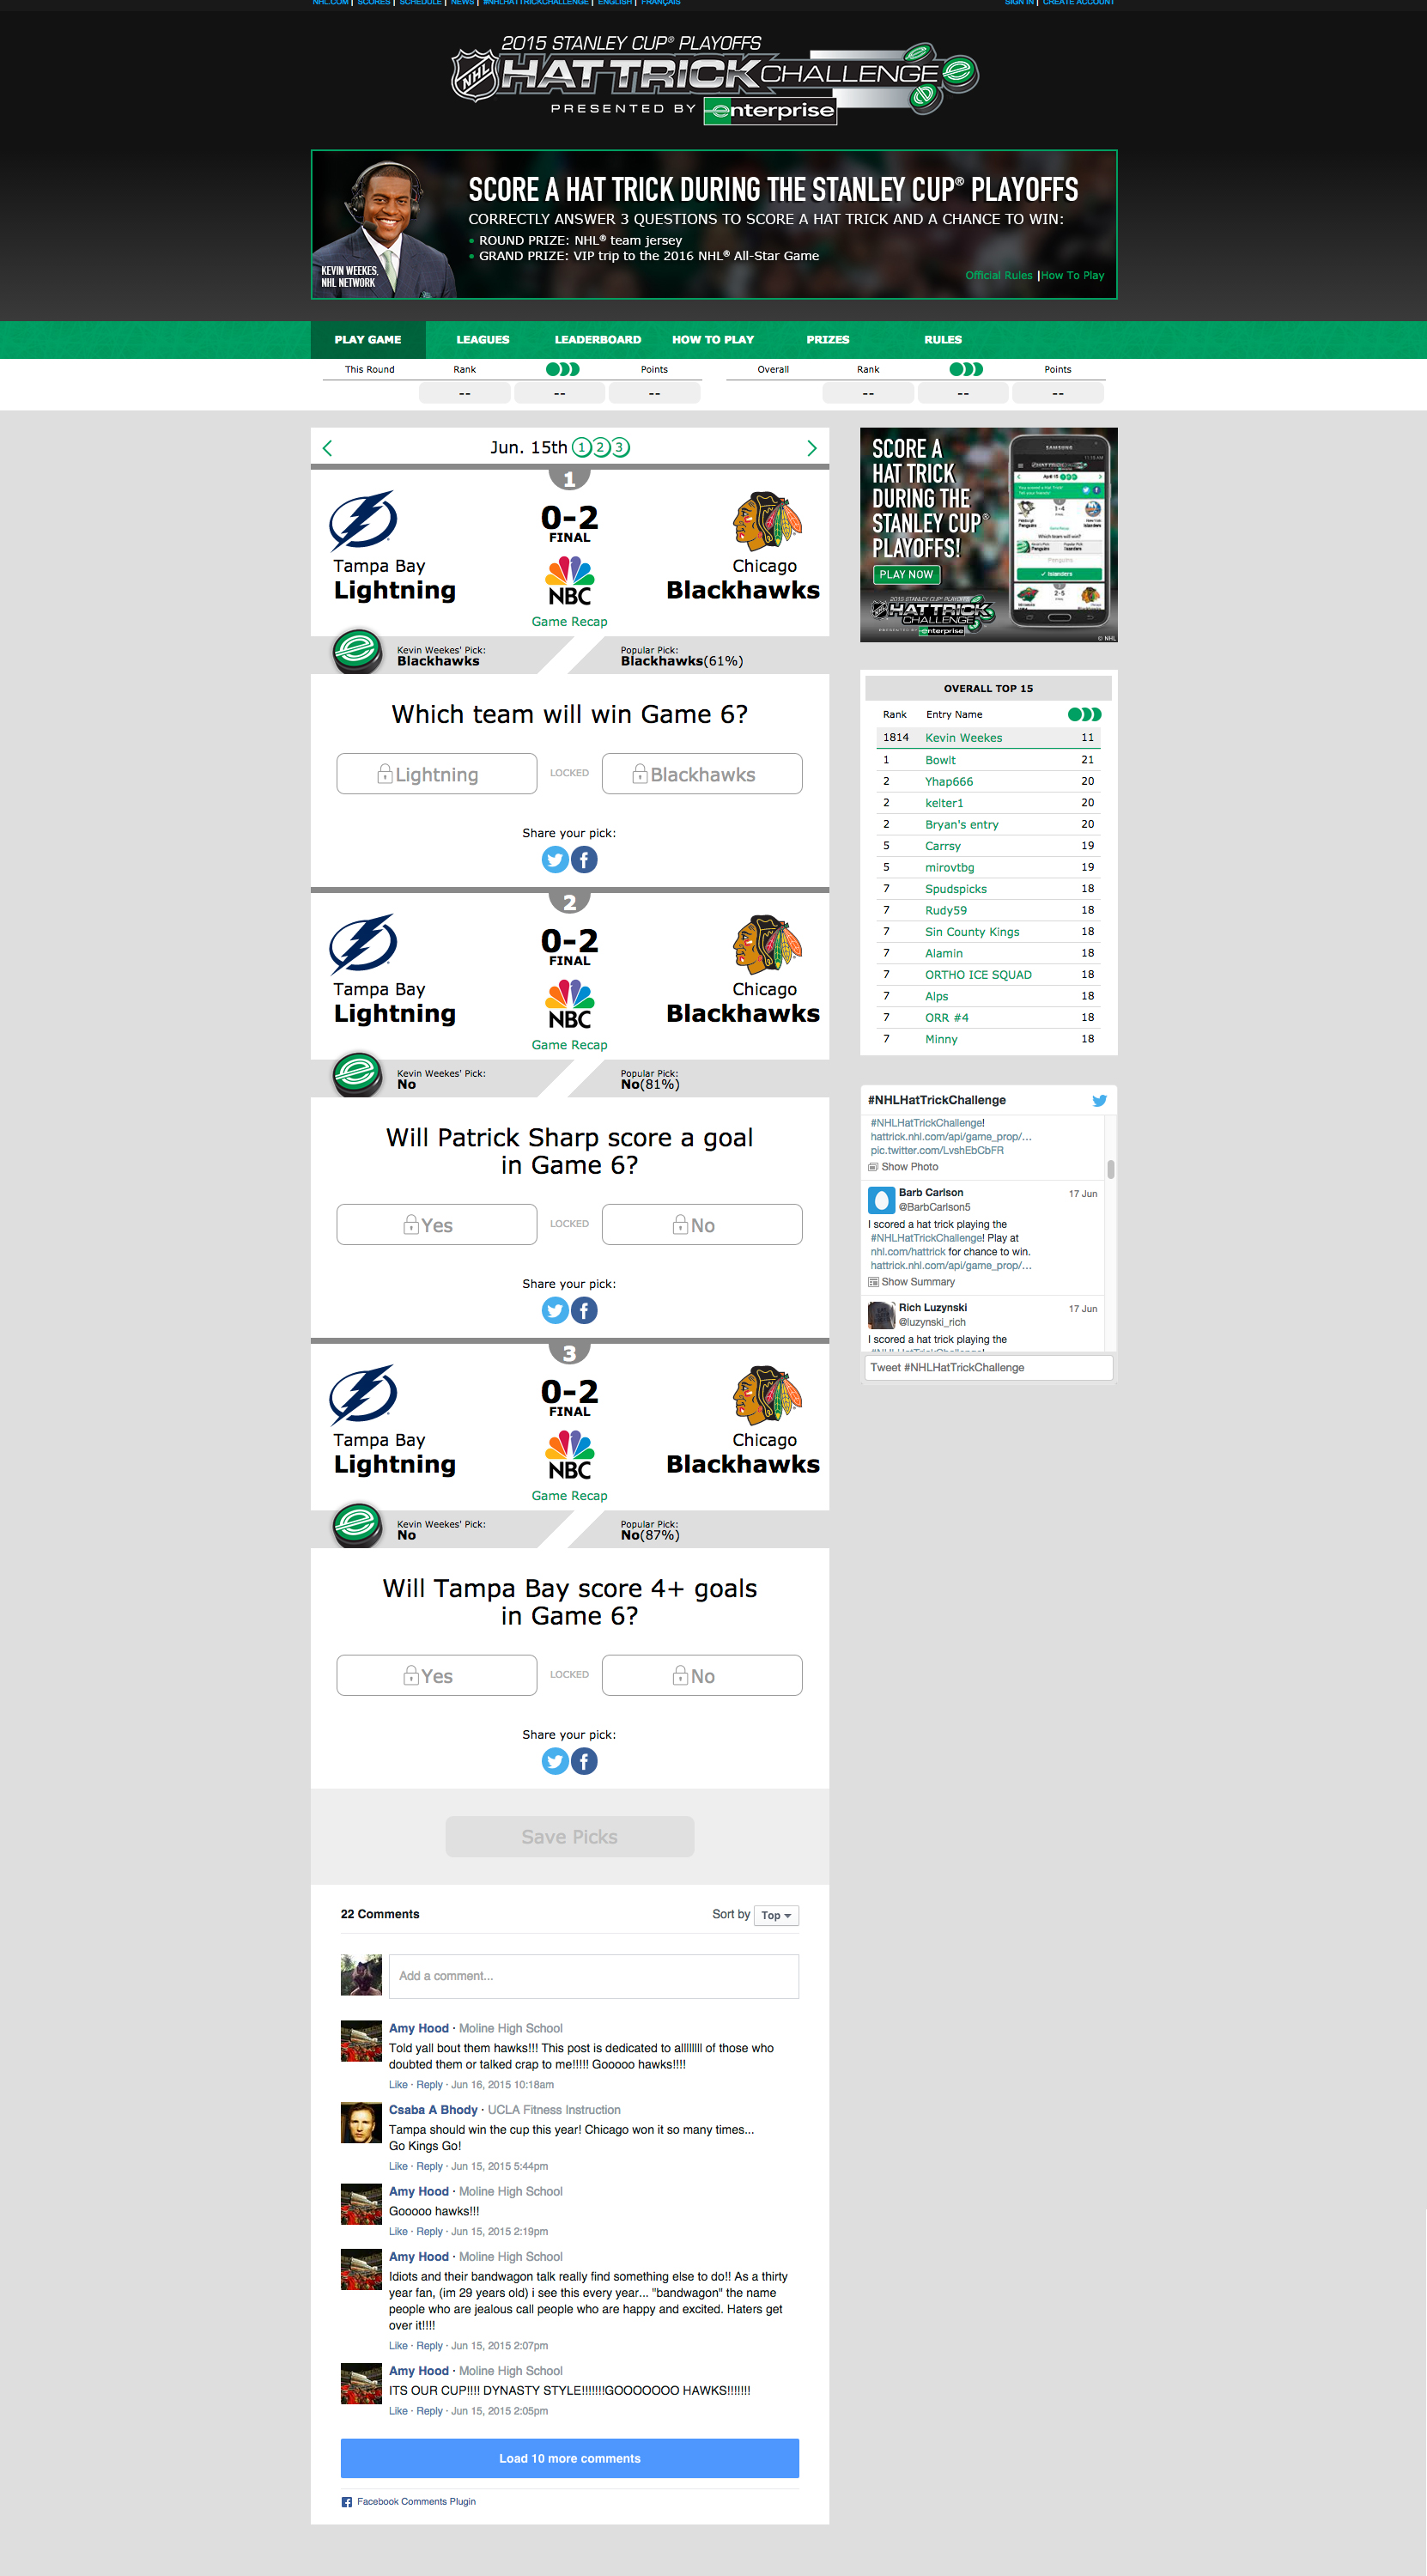 NHL.COM | SCORES | SCHEDULE | NEWS | #NHLHATTRICKCHALLENGE | ENGLISH | FRANÇAIS
SIGN IN | CREATE ACCOUNT
2015 STANLEY CUP® PLAYOFFS
NHL
HAT TRICK CHALLENGE
PRESENTED BY enterprise
SCORE A HAT TRICK DURING THE STANLEY CUP® PLAYOFFS
CORRECTLY ANSWER 3 QUESTIONS TO SCORE A HAT TRICK AND A CHANCE TO WIN:
• ROUND PRIZE: NHL® team jersey
• GRAND PRIZE: VIP trip to the 2016 NHL® All-Star Game
KEVIN WEEKES,
NHL NETWORK
Official Rules | How To Play
PLAY GAME LEAGUES LEADERBOARD HOW TO PLAY PRIZES RULES
This Round Rank Points Overall Rank Points
-- -- -- -- -- --
Jun. 15th 1 2 3
1
0-2
FINAL
Tampa Bay
Lightning
NBC
Chicago
Blackhawks
Game Recap
Kevin Weekes' Pick:
Blackhawks
Popular Pick:
Blackhawks(61%)
Which team will win Game 6?
Lightning LOCKED Blackhawks
Share your pick:
2
0-2
FINAL
Tampa Bay
Lightning
NBC
Chicago
Blackhawks
Game Recap
Kevin Weekes' Pick:
No
Popular Pick:
No(81%)
Will Patrick Sharp score a goal
in Game 6?
Yes LOCKED No
Share your pick:
3
0-2
FINAL
Tampa Bay
Lightning
NBC
Chicago
Blackhawks
Game Recap
Kevin Weekes' Pick:
No
Popular Pick:
No(87%)
Will Tampa Bay score 4+ goals
in Game 6?
Yes LOCKED No
Share your pick:
Save Picks
22 Comments
Sort by Top
Add a comment...
Amy Hood · Moline High School
Told yall bout them hawks!!! This post is dedicated to allllllll of those who
doubted them or talked crap to me!!!!! Gooooo hawks!!!!
Like · Reply · Jun 16, 2015 10:18am
Csaba A Bhody · UCLA Fitness Instruction
Tampa should win the cup this year! Chicago won it so many times...
Go Kings Go!
Like · Reply · Jun 15, 2015 5:44pm
Amy Hood · Moline High School
Gooooo hawks!!!
Like · Reply · Jun 15, 2015 2:19pm
Amy Hood · Moline High School
Idiots and their bandwagon talk really find something else to do!! As a thirty
year fan, (im 29 years old) i see this every year... "bandwagon" the name
people who are jealous call people who are happy and excited. Haters get
over it!!!!
Like · Reply · Jun 15, 2015 2:07pm
Amy Hood · Moline High School
ITS OUR CUP!!!! DYNASTY STYLE!!!!!!!GOOOOOOO HAWKS!!!!!!!
Like · Reply · Jun 15, 2015 2:05pm
Load 10 more comments
Facebook Comments Plugin
SCORE A
HAT TRICK
DURING THE
STANLEY CUP®
PLAYOFFS!
PLAY NOW
2015 STANLEY CUP PLAYOFFS
HAT TRICK
CHALLENGE
PRESENTED BY enterprise
SAMSUNG
April 15
1-4
Which team will win?
Penguins
Islanders
2-5
© NHL
OVERALL TOP 15
Rank Entry Name
1814 Kevin Weekes 11
1 Bowlt 21
2 Yhap666 20
2 kelter1 20
2 Bryan's entry 20
5 Carrsy 19
5 mirovtbg 19
7 Spudspicks 18
7 Rudy59 18
7 Sin County Kings 18
7 Alamin 18
7 ORTHO ICE SQUAD 18
7 Alps 18
7 ORR #4 18
7 Minny 18
#NHLHatTrickChallenge
#NHLHatTrickChallenge!
hattrick.nhl.com/api/game_prop/...
pic.twitter.com/LvshEbCbFR
Show Photo
Barb Carlson 17 Jun
@BarbCarlson5
I scored a hat trick playing the
#NHLHatTrickChallenge! Play at
nhl.com/hattrick for chance to win.
hattrick.nhl.com/api/game_prop/...
Show Summary
Rich Luzynski 17 Jun
@luzynski_rich
I scored a hat trick playing the
#NHLHatTrickChallenge!
Tweet #NHLHatTrickChallenge